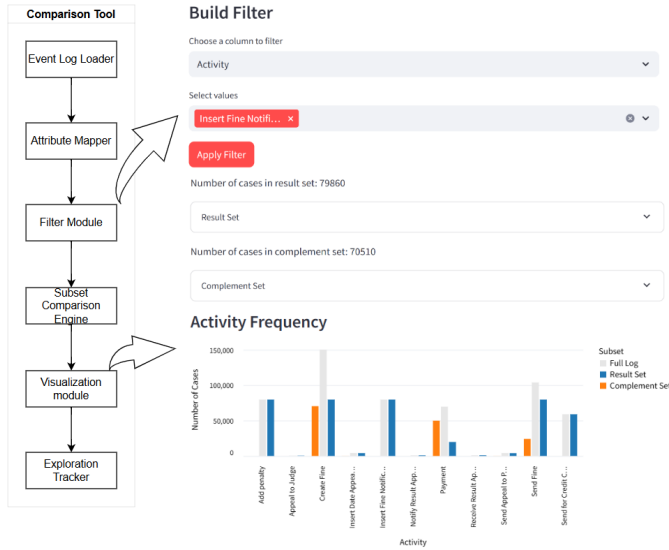 Comparison Tool
Event Log Loader
Attribute Mapper
Filter Module
Subset
Comparison
Engine
Visualization
module
Exploration
Tracker
Build Filter
Choose a column to filter
Activity
Select values
Insert Fine Notifi... ×
Apply Filter
Number of cases in result set: 79860
Result Set
Number of cases in complement set: 70510
Complement Set
Activity Frequency
Number of Cases
150,000
100,000
50,000
0
Add penalty
Appeal to Judge
Create Fine
Insert Date Appea...
Insert Fine Notific...
Notify Result App...
Payment
Receive Result Ap...
Send Appeal to P...
Send Fine
Send for Credit C...
Activity
Subset
Full Log
Result Set
Complement Set